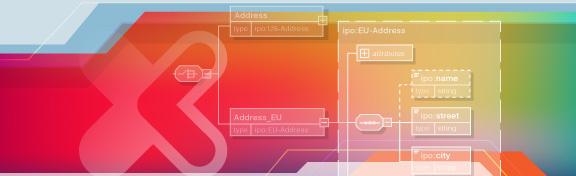 Address
type ipo:US-Address
ipo:EU-Address
attributes
ipo:name
type string
Address_EU
type ipo:EU-Address
ipo:street
type string
ipo:city